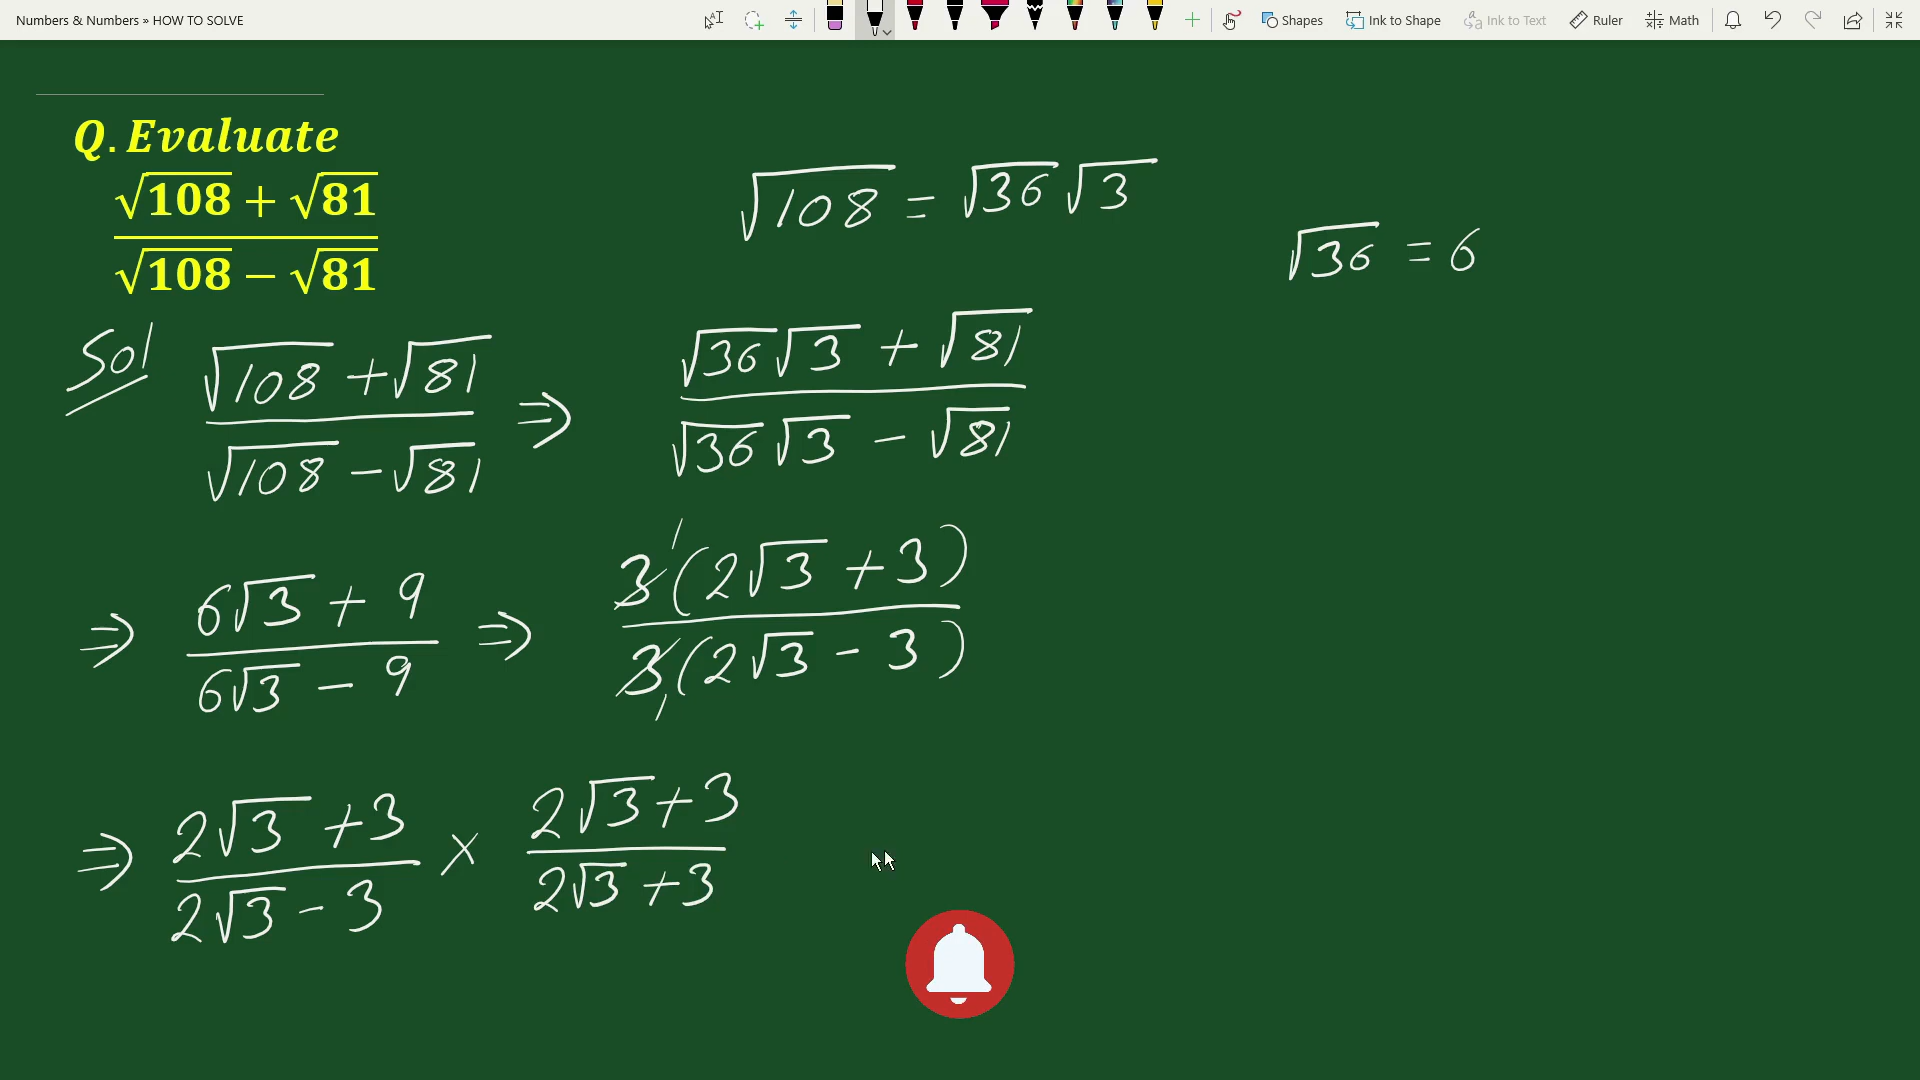 Numbers & Numbers » HOW TO SOLVE
Shapes Ink to Shape Ink to Text Ruler Math
Q. Evaluate
√108 + √81
√108 − √81
√108 = √36 √3
√36 = 6
Sol
√108 + √81
√108 − √81
⇒
√36 √3 + √81
√36 √3 − √81
⇒
6√3 + 9
6√3 − 9
⇒
1
3(2√3 + 3)
3(2√3 − 3)
1
⇒
2√3 + 3
2√3 − 3
×
2√3 + 3
2√3 + 3